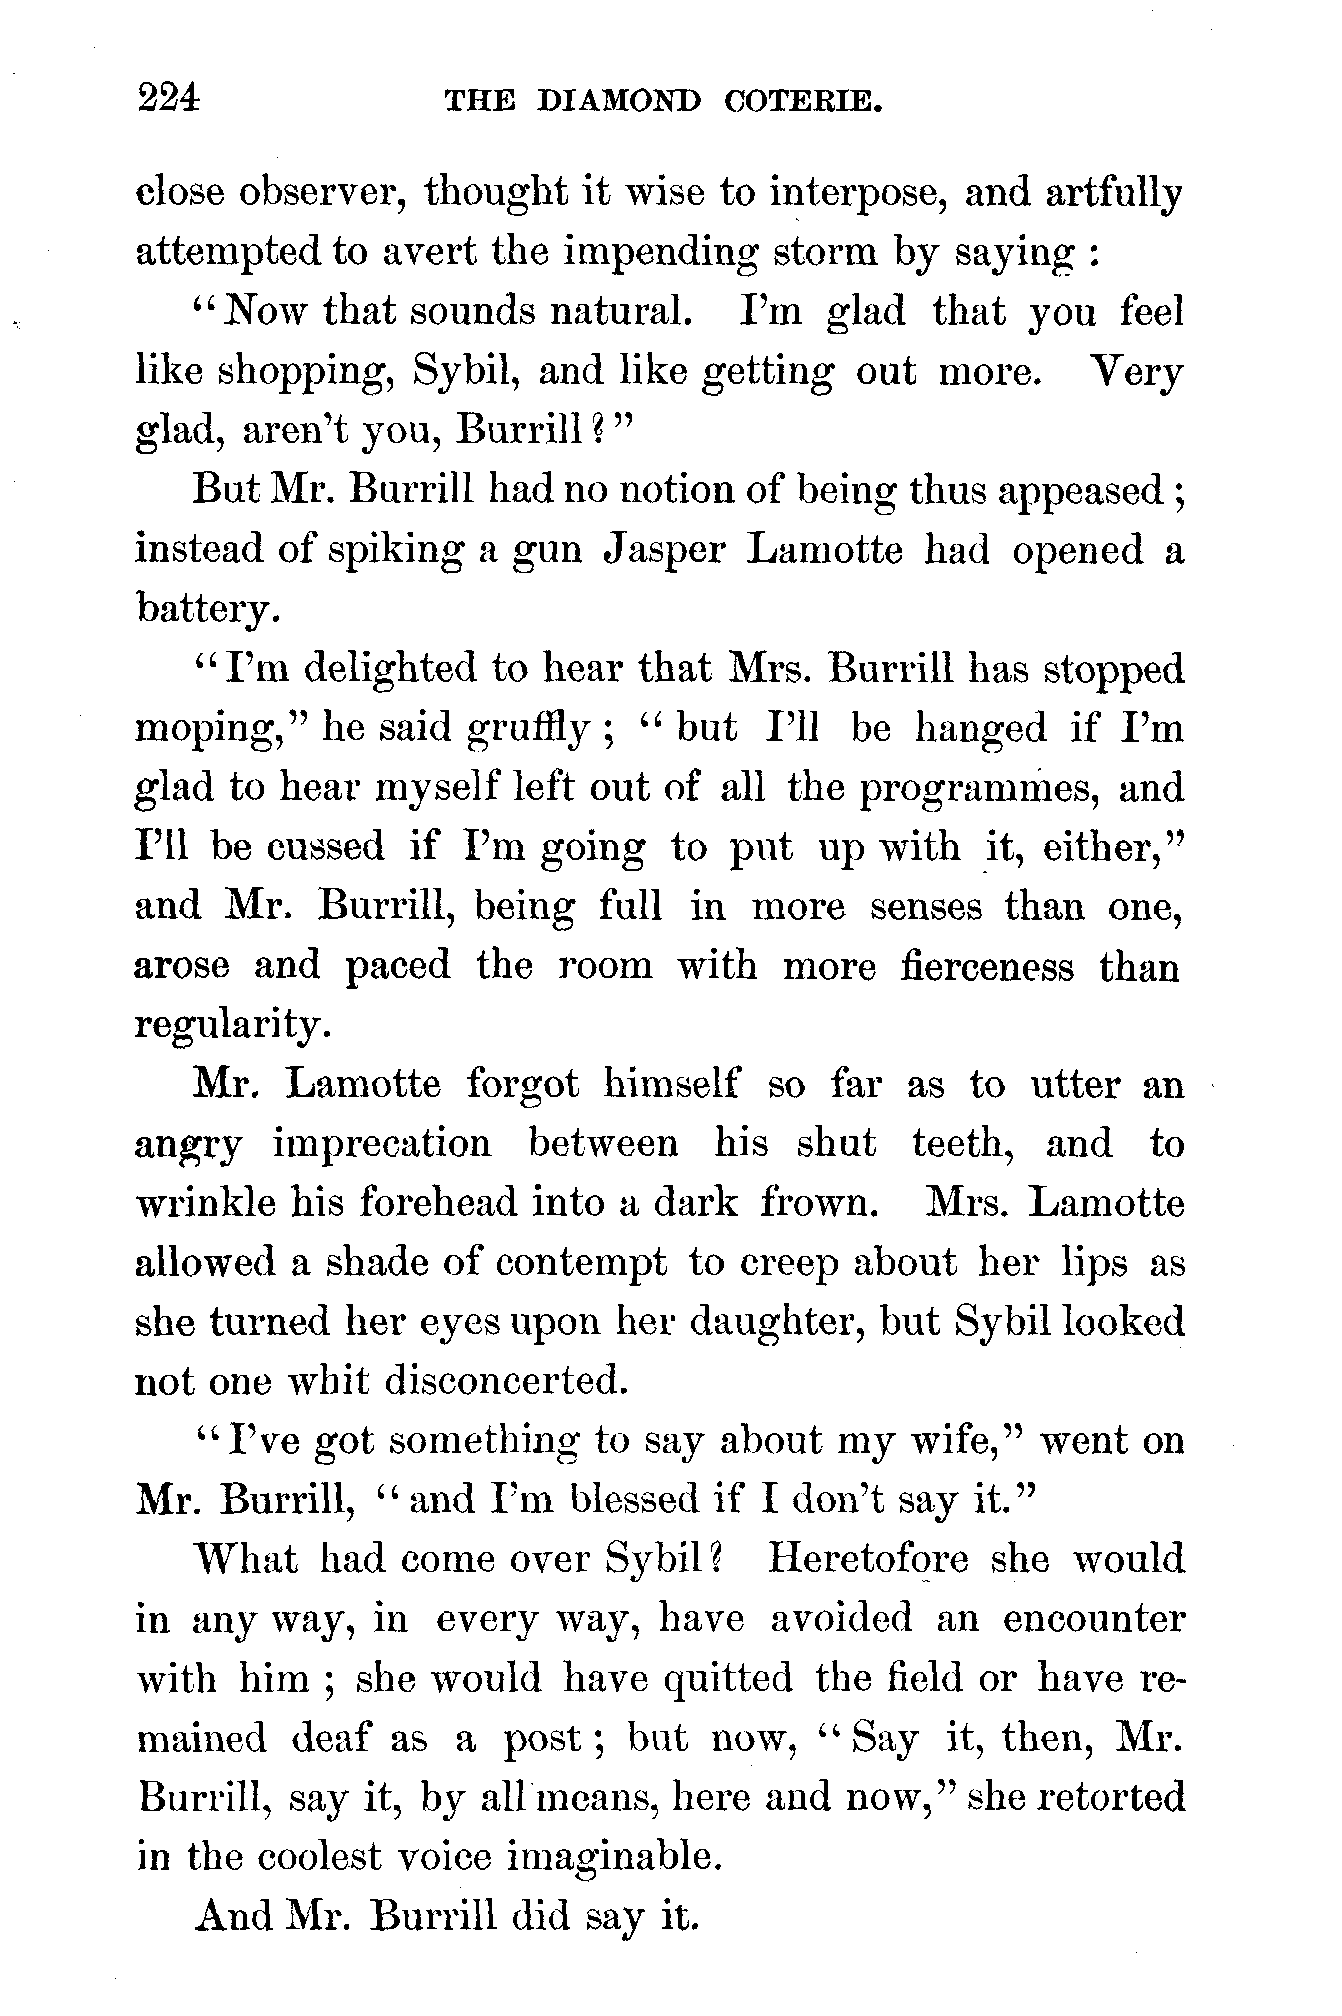 224 THE DIAMOND COTERIE.
close observer, thought it wise to interpose, and artfully
attempted to avert the impending storm by saying :
“Now that sounds natural. I’m glad that you feel
like shopping, Sybil, and like getting out more. Very
glad, aren’t you, Burrill?”
But Mr. Burrill had no notion of being thus appeased ;
instead of spiking a gun Jasper Lamotte had opened a
battery.
“I’m delighted to hear that Mrs. Burrill has stopped
moping,” he said gruffly ; “ but I’ll be hanged if I’m
glad to hear myself left out of all the programmes, and
I’ll be cussed if I’m going to put up with it, either,”
and Mr. Burrill, being full in more senses than one,
arose and paced the room with more fierceness than
regularity.
Mr. Lamotte forgot himself so far as to utter an
angry imprecation between his shut teeth, and to
wrinkle his forehead into a dark frown. Mrs. Lamotte
allowed a shade of contempt to creep about her lips as
she turned her eyes upon her daughter, but Sybil looked
not one whit disconcerted.
“I’ve got something to say about my wife,” went on
Mr. Burrill, “ and I’m blessed if I don’t say it.”
What had come over Sybil? Heretofore she would
in any way, in every way, have avoided an encounter
with him ; she would have quitted the field or have re-
mained deaf as a post ; but now, “ Say it, then, Mr.
Burrill, say it, by all means, here and now,” she retorted
in the coolest voice imaginable.
And Mr. Burrill did say it.